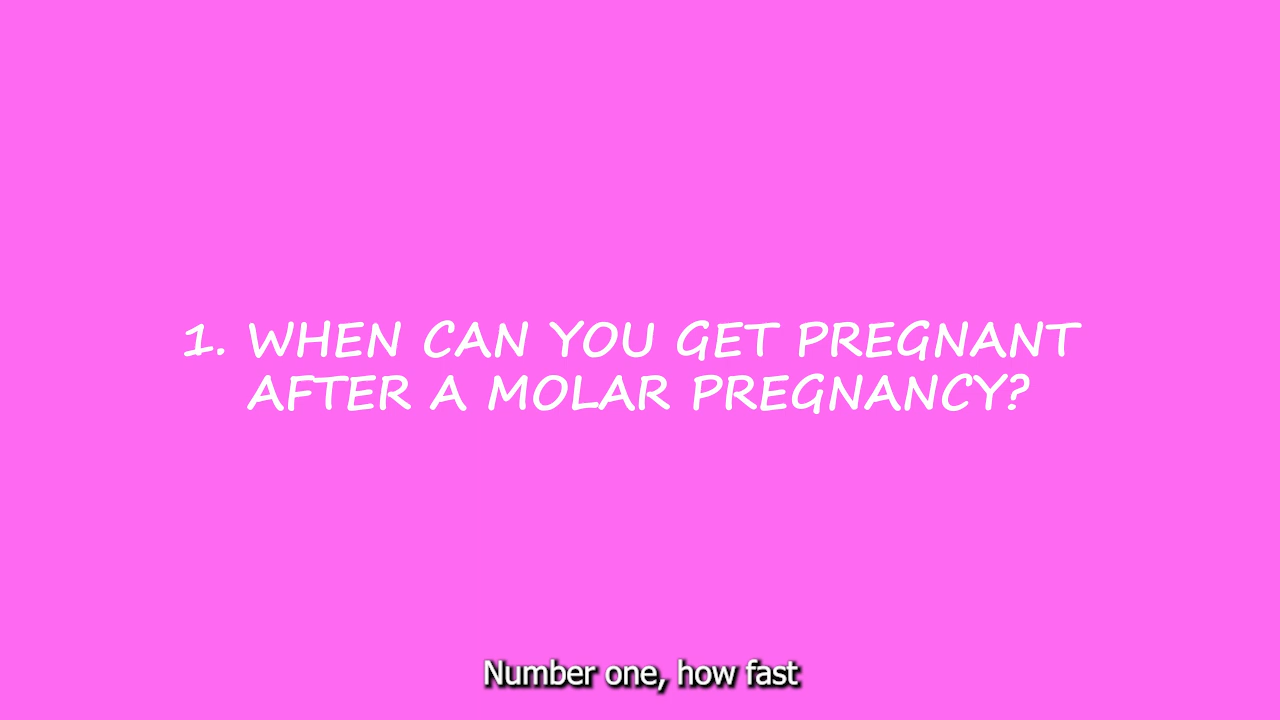 1. WHEN CAN YOU GET PREGNANT
AFTER A MOLAR PREGNANCY?
Number one, how fast